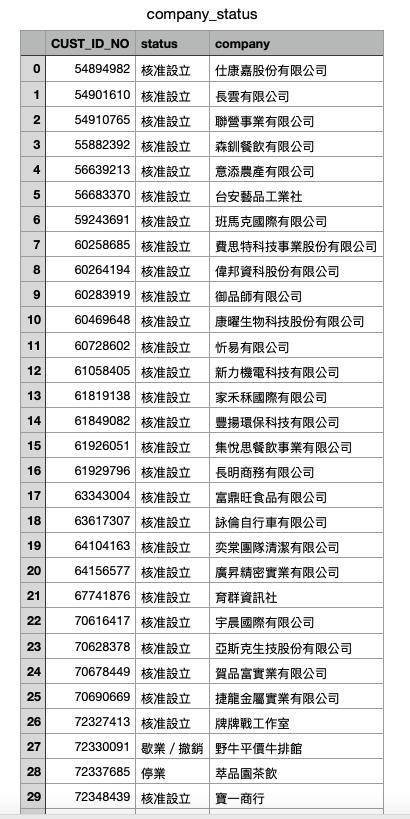 company_status
CUST_ID_NO status company
0 54894982 核准設立 仕康嘉股份有限公司
1 54901610 核准設立 長雲有限公司
2 54910765 核准設立 聯營事業有限公司
3 55882392 核准設立 森釧餐飲有限公司
4 56639213 核准設立 意添農產有限公司
5 56683370 核准設立 台安藝品工業社
6 59243691 核准設立 班馬克國際有限公司
7 60258685 核准設立 費思特科技事業股份有限公司
8 60264194 核准設立 偉邦資科股份有限公司
9 60283919 核准設立 御品師有限公司
10 60469648 核准設立 康曜生物科技股份有限公司
11 60728602 核准設立 忻易有限公司
12 61058405 核准設立 新力機電科技有限公司
13 61819138 核准設立 家禾秝國際有限公司
14 61849082 核准設立 豐揚環保科技有限公司
15 61926051 核准設立 集悅思餐飲事業有限公司
16 61929796 核准設立 長明商務有限公司
17 63343004 核准設立 富鼎旺食品有限公司
18 63617307 核准設立 詠倫自行車有限公司
19 64104163 核准設立 奕棠團隊清潔有限公司
20 64156577 核准設立 廣昇精密實業有限公司
21 67741876 核准設立 育群資訊社
22 70616417 核准設立 宇晨國際有限公司
23 70628378 核准設立 亞斯克生技股份有限公司
24 70678449 核准設立 賀品富實業有限公司
25 70690669 核准設立 捷龍金屬實業有限公司
26 72327413 核准設立 牌牌戰工作室
27 72330091 歇業／撤銷 野牛平價牛排館
28 72337685 停業 萃品園茶飲
29 72348439 核准設立 寶一商行